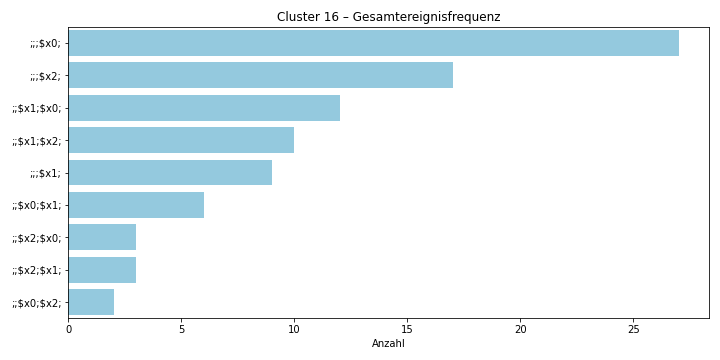 Cluster 16 – Gesamtereignisfrequenz
;;;$x0;
;;;$x2;
;;$x1;$x0;
;;$x1;$x2;
;;;$x1;
;;$x0;$x1;
;;$x2;$x0;
;;$x2;$x1;
;;$x0;$x2;
0 5 10 15 20 25
Anzahl